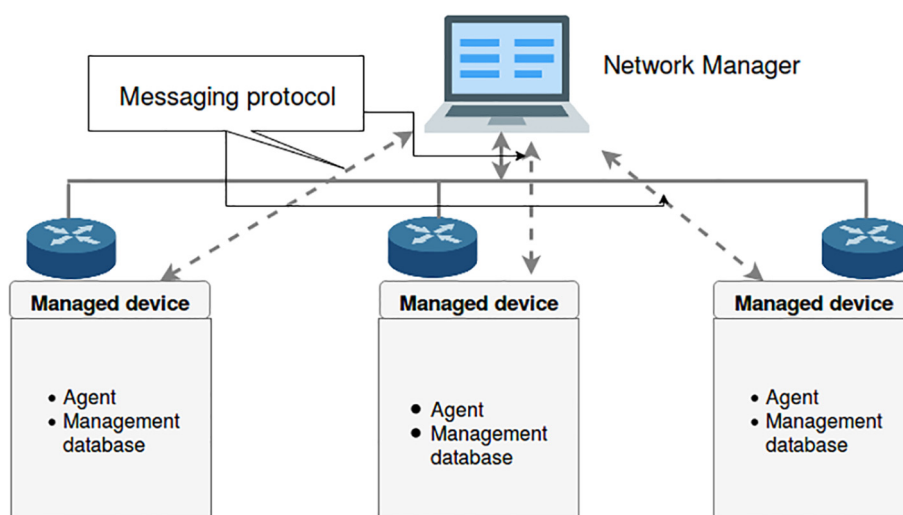 Network Manager
Messaging protocol
Managed device
• Agent
• Management
database
Managed device
• Agent
• Management
database
Managed device
• Agent
• Management
database